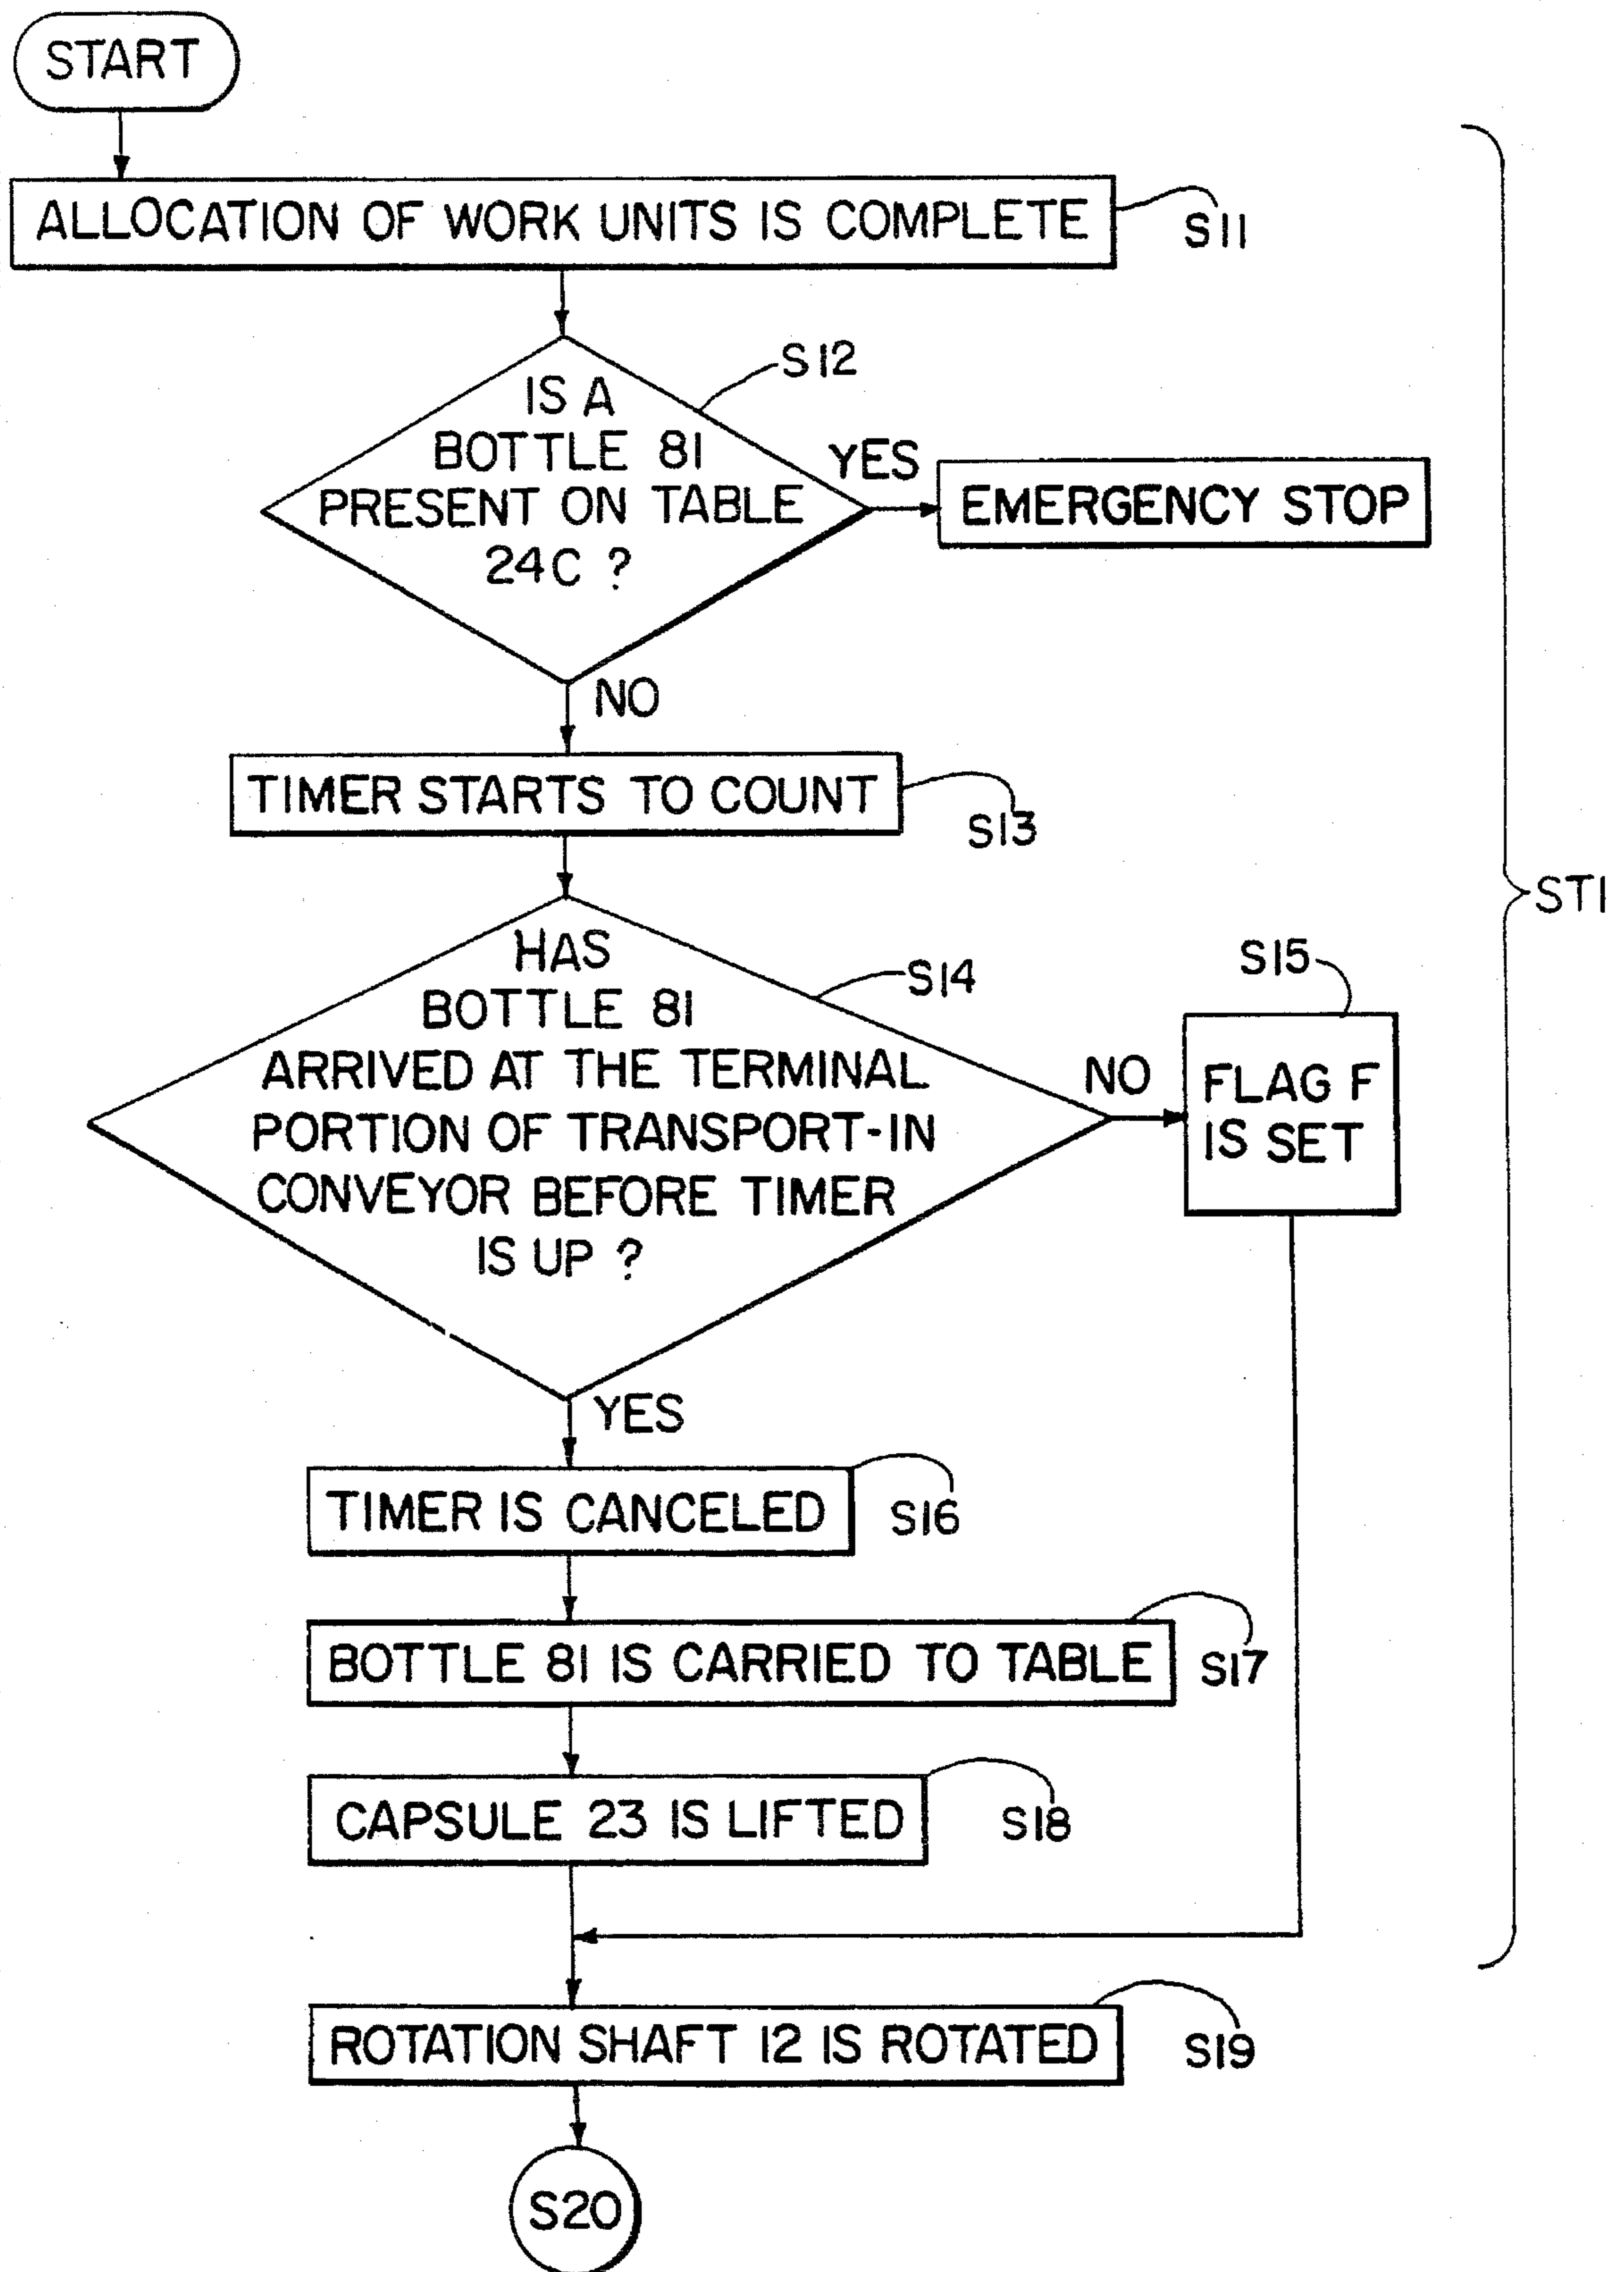 START
ALLOCATION OF WORK UNITS IS COMPLETE
S11
S12
IS A
BOTTLE 81
PRESENT ON TABLE
24C ?
YES
EMERGENCY STOP
NO
TIMER STARTS TO COUNT
S13
ST1
HAS
BOTTLE 81
ARRIVED AT THE TERMINAL
PORTION OF TRANSPORT-IN
CONVEYOR BEFORE TIMER
IS UP ?
S14
NO
S15
FLAG F
IS SET
YES
TIMER IS CANCELED
S16
BOTTLE 81 IS CARRIED TO TABLE
S17
CAPSULE 23 IS LIFTED
S18
ROTATION SHAFT 12 IS ROTATED
S19
S20